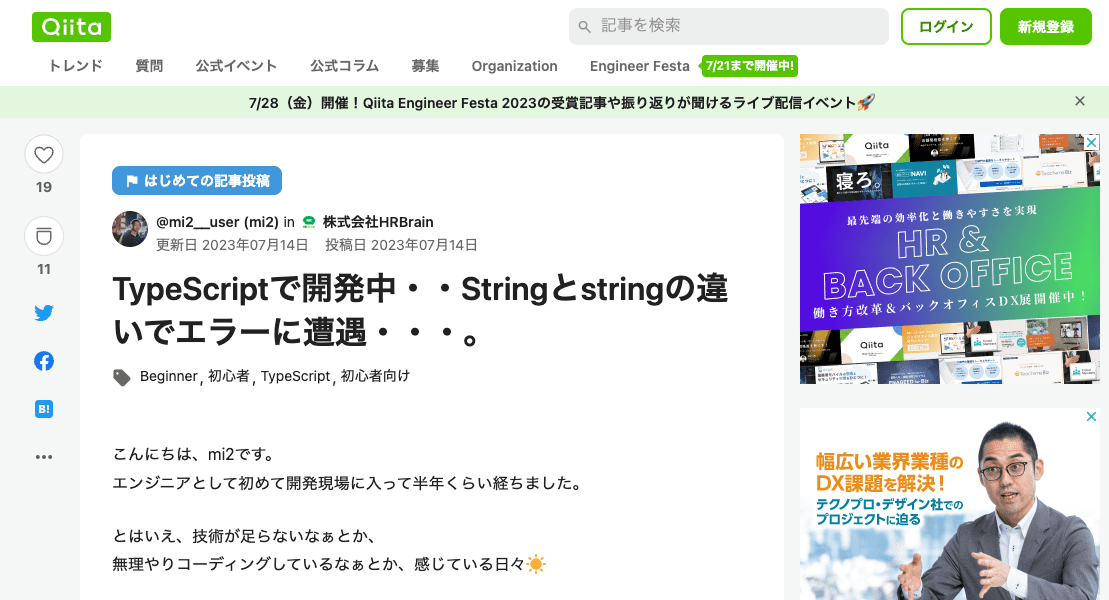 Qiita
記事を検索
ログイン
新規登録
トレンド
質問
公式イベント
公式コラム
募集
Organization
Engineer Festa
7/21まで開催中!
7/28（金）開催！Qiita Engineer Festa 2023の受賞記事や振り返りが聞けるライブ配信イベント🚀
19
11
B!
はじめての記事投稿
@mi2__user (mi2) in 株式会社HRBrain
更新日 2023年07月14日 投稿日 2023年07月14日
TypeScriptで開発中・・Stringとstringの違
いでエラーに遭遇・・・。
Beginner, 初心者, TypeScript, 初心者向け
こんにちは、mi2です。
エンジニアとして初めて開発現場に入って半年くらい経ちました。
とはいえ、技術が足らないなぁとか、
無理やりコーディングしているなぁとか、感じている日々☀️
Qiita
寝ろ。
NAVI
最先端の効率化と働きやすさを実現
HR &
BACK OFFICE
働き方改革＆バックオフィスDX展開催中！
Qiita
幅広い業界業種の
DX課題を解決！
テクノプロ・デザイン社での
プロジェクトに迫る